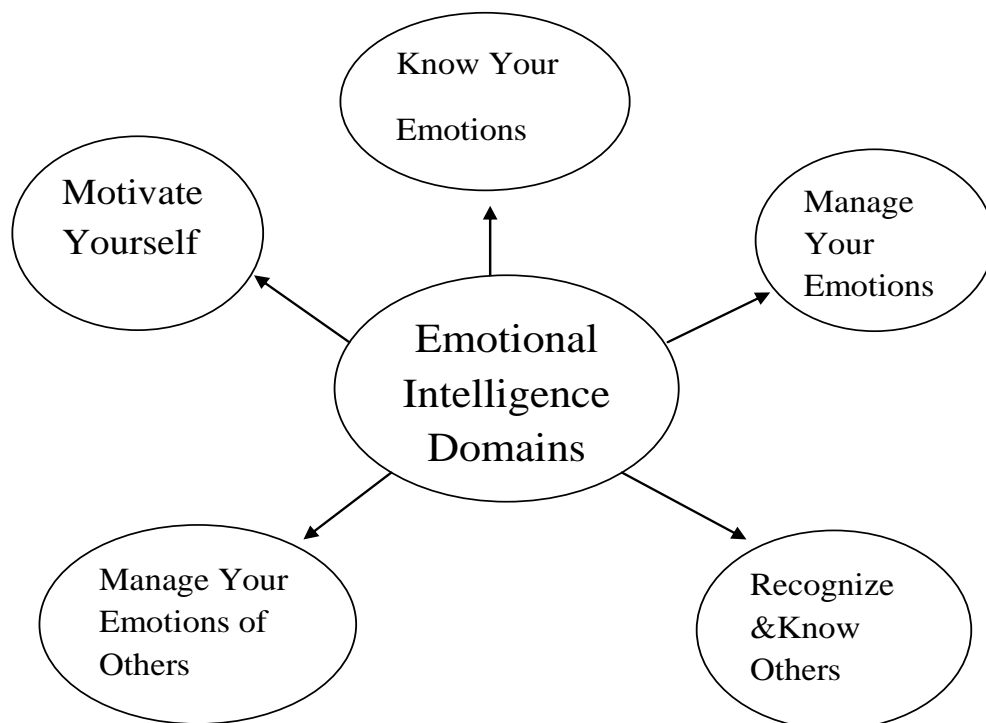 Know Your
Emotions
Motivate
Yourself
Manage
Your
Emotions
Emotional
Intelligence
Domains
Manage Your
Emotions of
Others
Recognize
&Know
Others